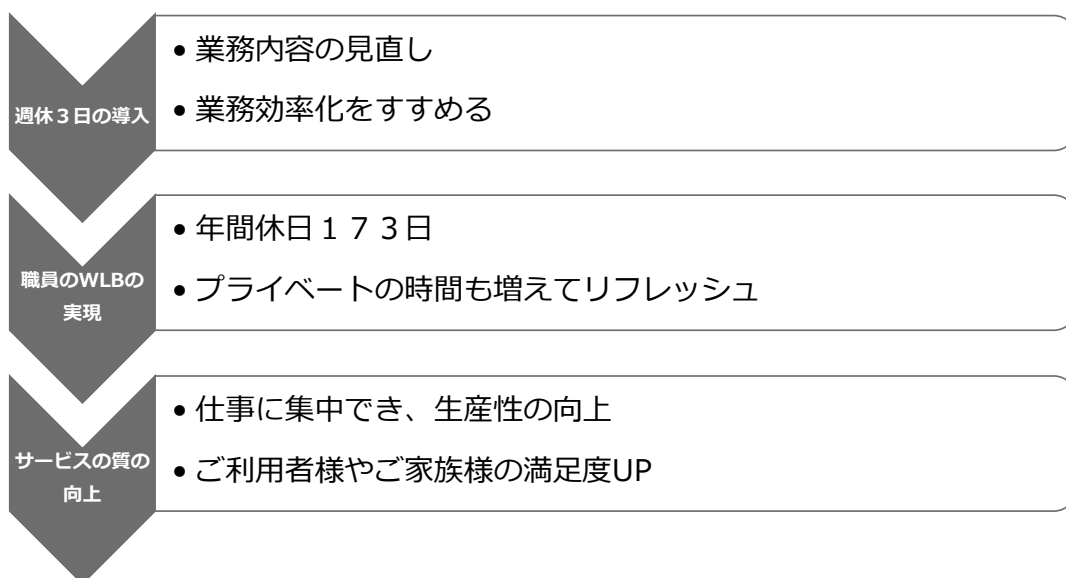 週休３日の導入
• 業務内容の見直し
• 業務効率化をすすめる
職員のWLBの
実現
• 年間休日１７３日
• プライベートの時間も増えてリフレッシュ
サービスの質の
向上
• 仕事に集中でき、生産性の向上
• ご利用者様やご家族様の満足度UP